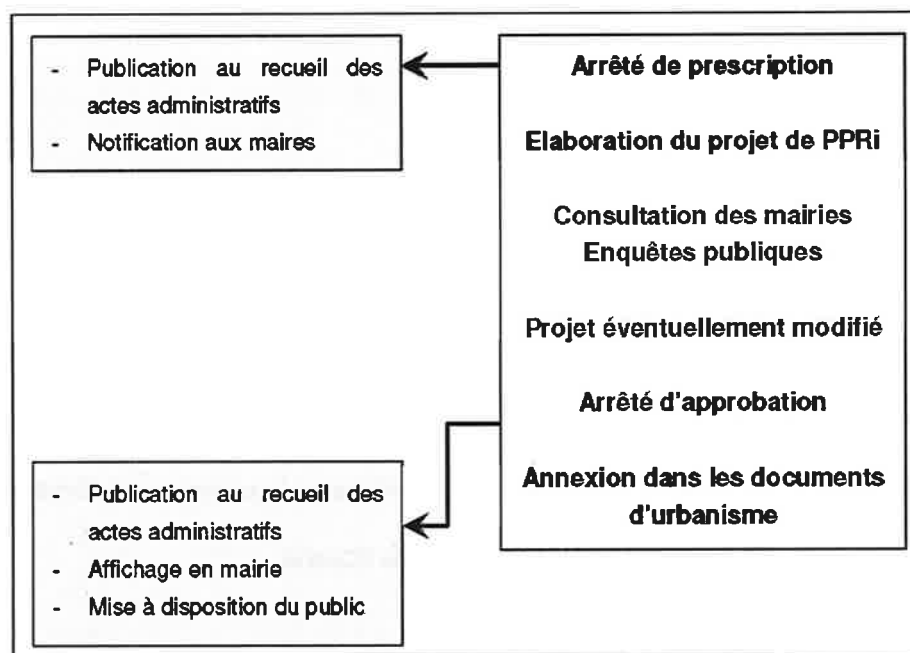 - Publication au recueil des
actes administratifs
- Notification aux maires
Arrêté de prescription
Elaboration du projet de PPRi
Consultation des mairies
Enquêtes publiques
Projet éventuellement modifié
Arrêté d'approbation
Annexion dans les documents
d'urbanisme
- Publication au recueil des
actes administratifs
- Affichage en mairie
- Mise à disposition du public